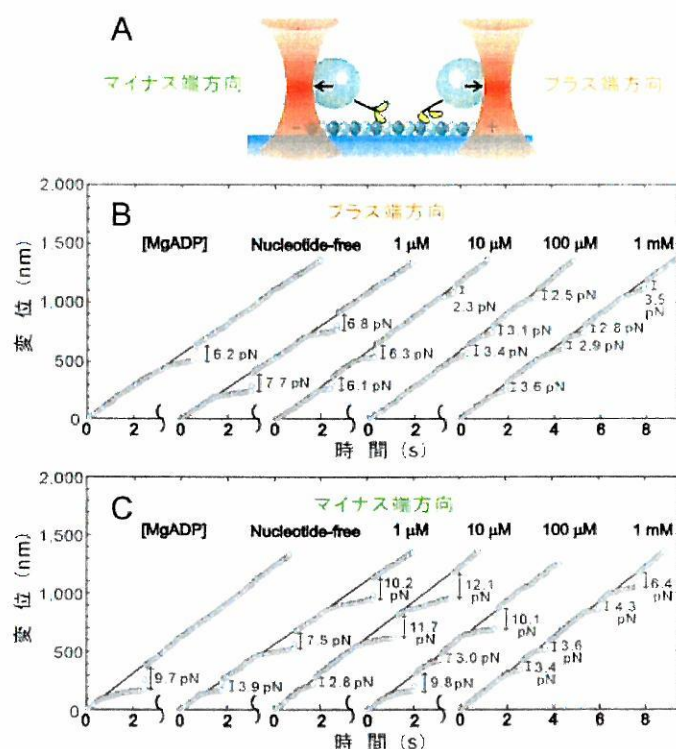 A
マイナス端方向
プラス端方向
- +
B
プラス端方向
[MgADP] Nucleotide-free 1 μM 10 μM 100 μM 1 mM
変位 (nm)
2.000
1.500
1.000
500
0
6.2 pN
7.7 pN
6.8 pN
6.1 pN
6.3 pN
2.3 pN
3.4 pN
3.1 pN
2.5 pN
3.6 pN
2.9 pN
2.8 pN
3.5 pN
0 2 0 2 0 2 0 2 0 2 4 6 8
時間 (s)
C
マイナス端方向
[MgADP] Nucleotide-free 1 μM 10 μM 100 μM 1 mM
変位 (nm)
2.000
1.500
1.000
500
0
9.7 pN
3.9 pN
7.5 pN
10.2 pN
2.8 pN
11.7 pN
12.1 pN
9.8 pN
3.0 pN
10.1 pN
3.4 pN
3.6 pN
4.3 pN
6.4 pN
0 2 0 2 0 2 0 2 0 2 4 6 8
時間 (s)